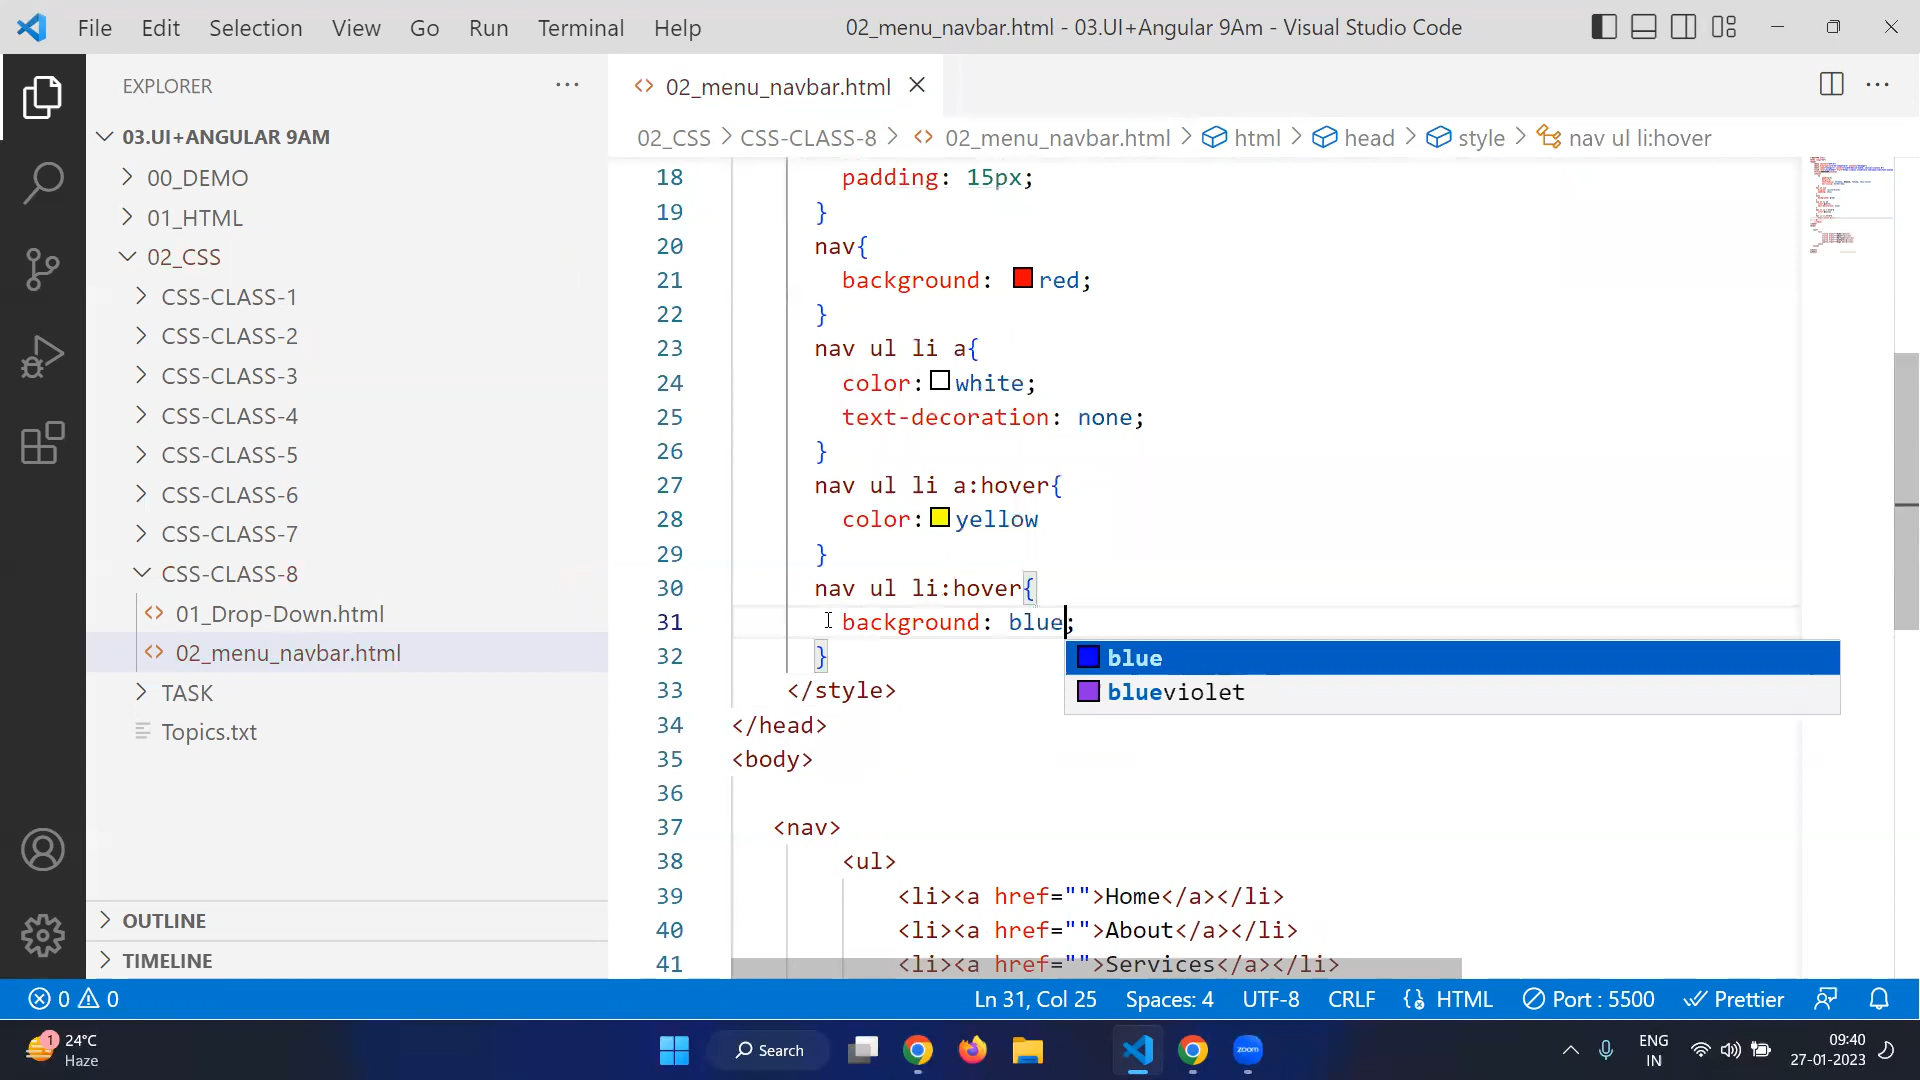 File Edit Selection View Go Run Terminal Help
02_menu_navbar.html - 03.UI+Angular 9Am - Visual Studio Code
EXPLORER
03.UI+ANGULAR 9AM
00_DEMO
01_HTML
02_CSS
CSS-CLASS-1
CSS-CLASS-2
CSS-CLASS-3
CSS-CLASS-4
CSS-CLASS-5
CSS-CLASS-6
CSS-CLASS-7
CSS-CLASS-8
01_Drop-Down.html
02_menu_navbar.html
TASK
Topics.txt
OUTLINE
TIMELINE
02_menu_navbar.html
02_CSS > CSS-CLASS-8 > 02_menu_navbar.html > html > head > style > nav ul li:hover
18 padding: 15px;
19 }
20 nav{
21 background: red;
22 }
23 nav ul li a{
24 color: white;
25 text-decoration: none;
26 }
27 nav ul li a:hover{
28 color: yellow
29 }
30 nav ul li:hover{
31 background: blue;
32 }
33 </style>
34 </head>
35 <body>
36
37 <nav>
38 <ul>
39 <li><a href="">Home</a></li>
40 <li><a href="">About</a></li>
41 <li><a href="">Services</a></li>
blue
blueviolet
0 0
Ln 31, Col 25 Spaces: 4 UTF-8 CRLF HTML Port : 5500 Prettier
1
24°C
Haze
Search
zoom
ENG
IN
09:40
27-01-2023